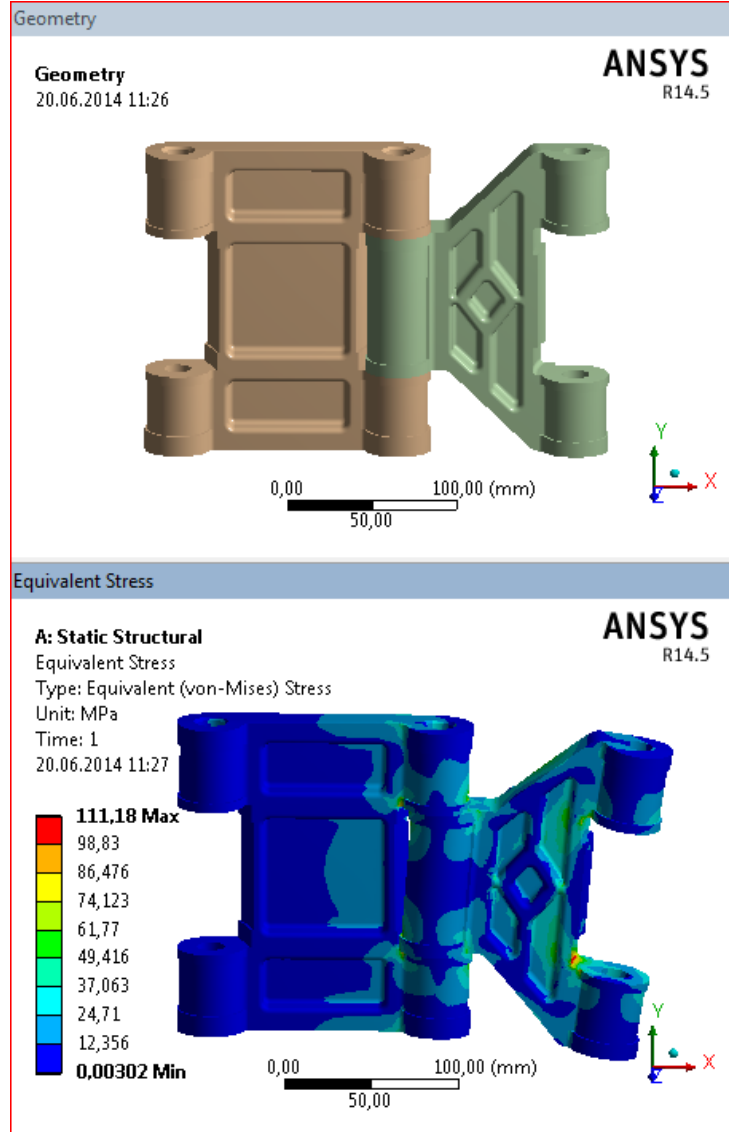 Geometry
Geometry
20.06.2014 11:26
ANSYS
R14.5
Y
X
Z
0,00
100,00 (mm)
50,00
Equivalent Stress
A: Static Structural
Equivalent Stress
Type: Equivalent (von-Mises) Stress
Unit: MPa
Time: 1
20.06.2014 11:27
ANSYS
R14.5
111,18 Max
98,83
86,476
74,123
61,77
49,416
37,063
24,71
12,356
0,00302 Min
Y
X
Z
0,00
100,00 (mm)
50,00